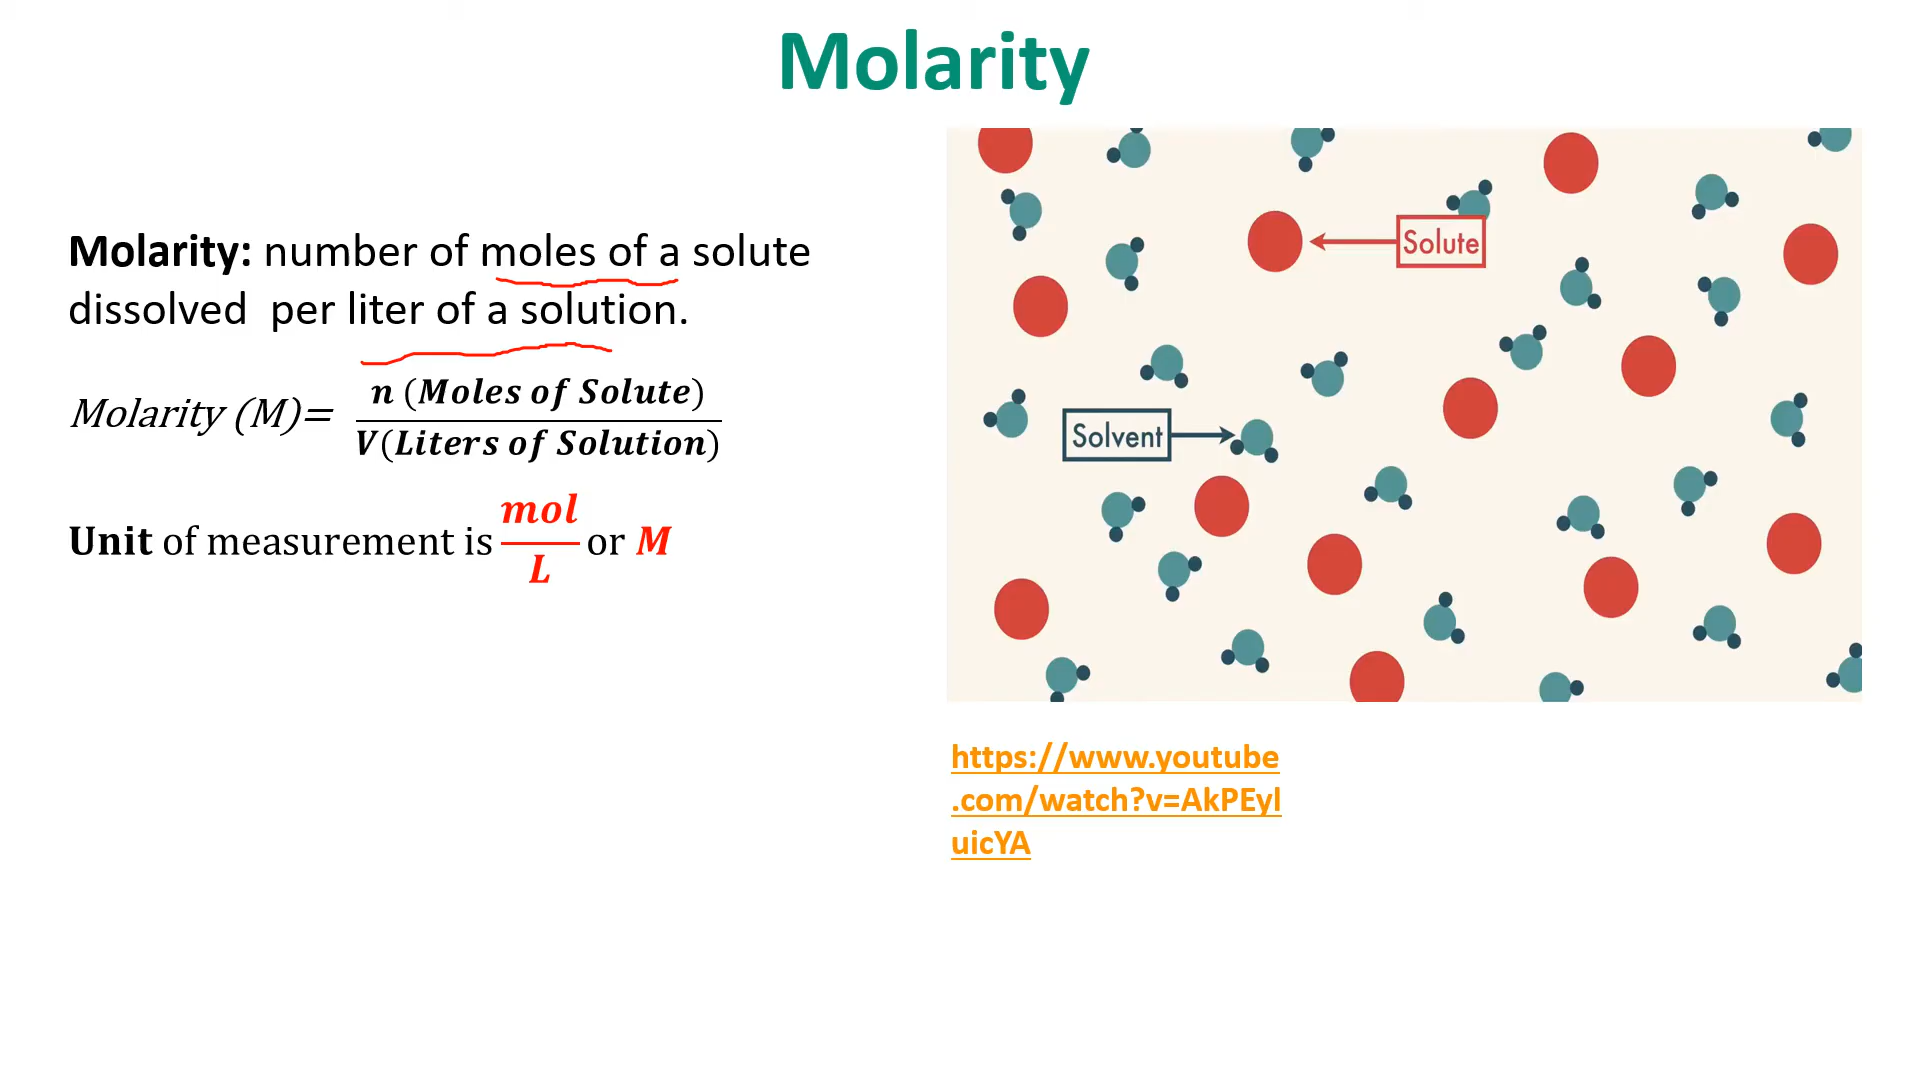 Molarity
Molarity: number of moles of a solute
dissolved per liter of a solution.
Molarity (M)= n (Moles of Solute)
V(Liters of Solution)
Unit of measurement is mol/L or M
Solute
Solvent
https://www.youtube
.com/watch?v=AkPEyl
uicYA